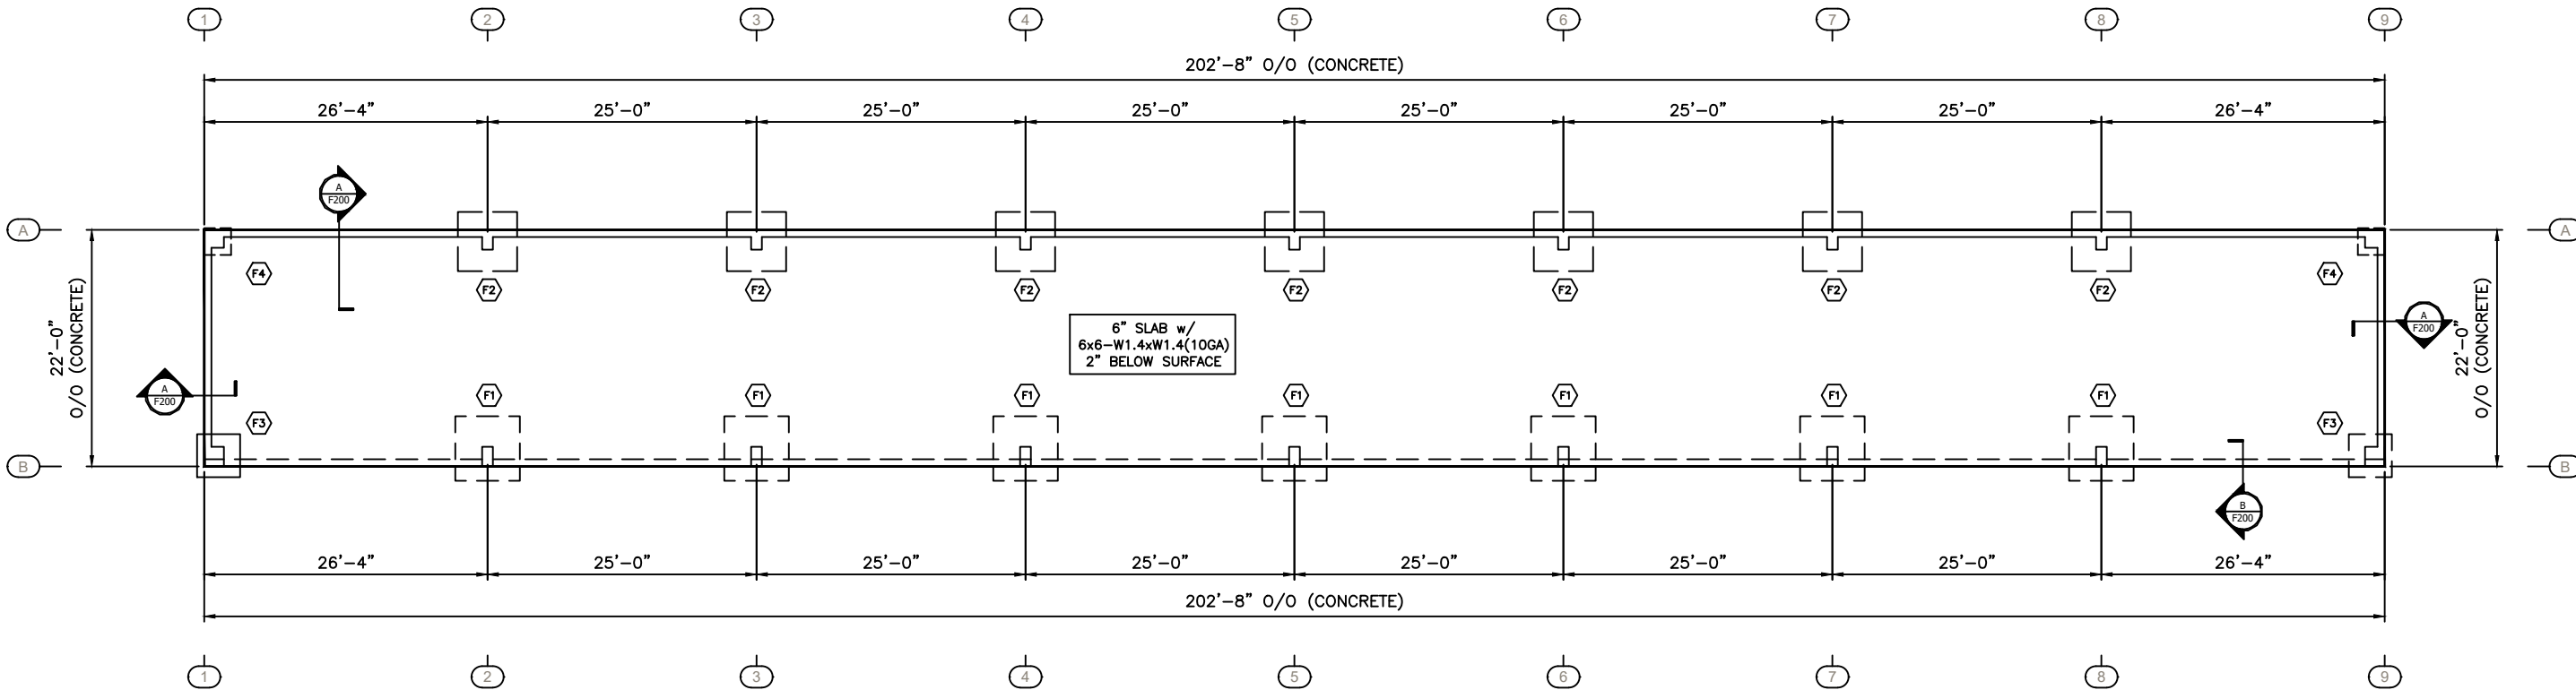 1 2 3 4 5 6 7 8 9
202'-8" O/O (CONCRETE)
26'-4" 25'-0" 25'-0" 25'-0" 25'-0" 25'-0" 25'-0" 26'-4"
A
F200
A A
F4 F4
F2 F2 F2 F2 F2 F2 F2
22'-0"
O/O (CONCRETE)
6" SLAB w/
6x6-W1.4xW1.4(10GA)
2" BELOW SURFACE
A
F200
22'-0"
O/O (CONCRETE)
A
F200
F1 F1 F1 F1 F1 F1 F1
F3 F3
B B
B
F200
26'-4" 25'-0" 25'-0" 25'-0" 25'-0" 25'-0" 25'-0" 26'-4"
202'-8" O/O (CONCRETE)
1 2 3 4 5 6 7 8 9